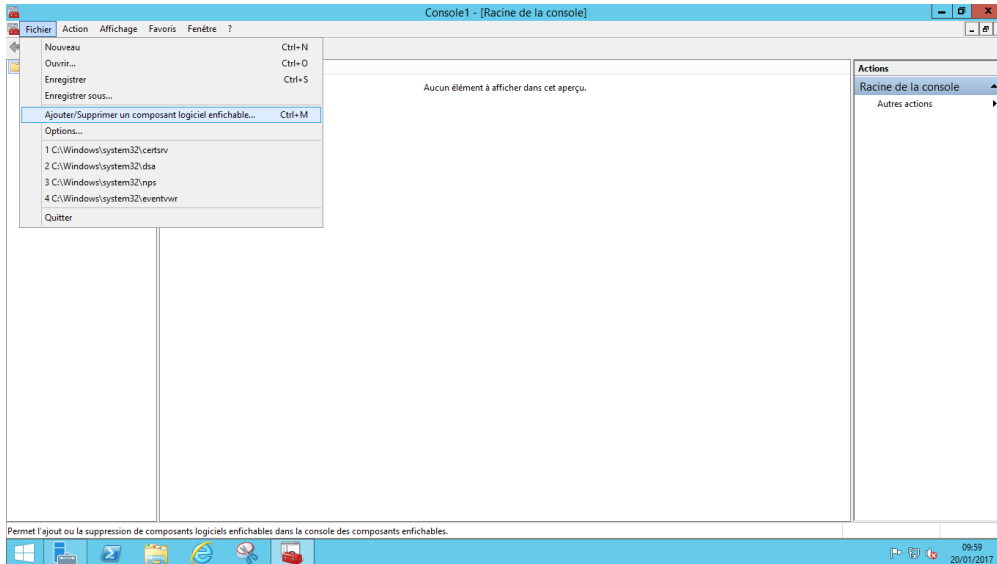 Console1 - [Racine de la console]
Fichier Action Affichage Favoris Fenêtre ?
Nouveau Ctrl+N
Ouvrir... Ctrl+O
Enregistrer Ctrl+S
Enregistrer sous...
Ajouter/Supprimer un composant logiciel enfichable... Ctrl+M
Options...
1 C:\Windows\system32\certsrv
2 C:\Windows\system32\dsa
3 C:\Windows\system32\nps
4 C:\Windows\system32\eventvwr
Quitter
Aucun élément à afficher dans cet aperçu.
Actions
Racine de la console
Autres actions
Permet l'ajout ou la suppression de composants logiciels enfichables dans la console des composants enfichables.
09:59
20/01/2017